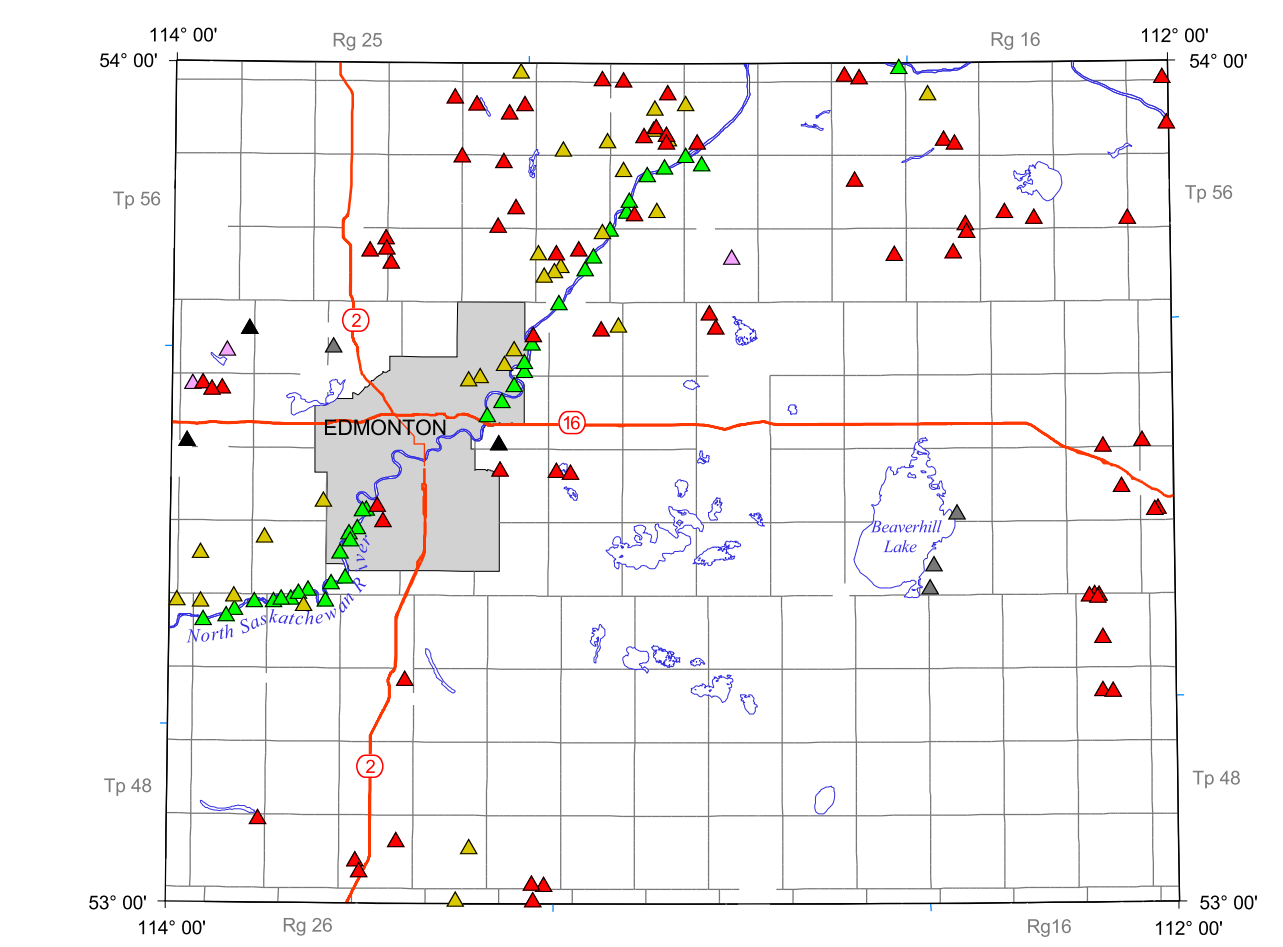 114° 00'
Rg 25
Rg 16
112° 00'
54° 00'
54° 00'
Tp 56
Tp 56
2
16
EDMONTON
Beaverhill
Lake
North Saskatchewan River
2
Tp 48
Tp 48
53° 00'
53° 00'
114° 00'
Rg 26
Rg16
112° 00'